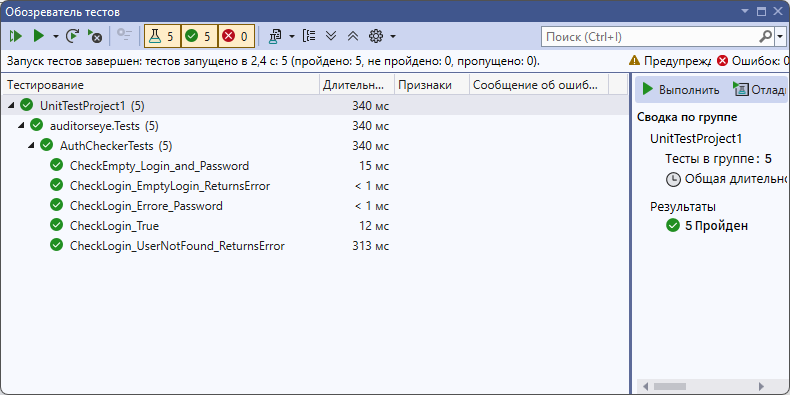 Обозреватель тестов
5 5 0
Поиск (Ctrl+I)
Запуск тестов завершен: тестов запущено в 2,4 с: 5 (пройдено: 5, не пройдено: 0, пропущено: 0).
Предупрежд Ошибок: 0
Тестирование Длительн... Признаки Сообщение об ошиб...
UnitTestProject1 (5) 340 мс
auditorseye.Tests (5) 340 мс
AuthCheckerTests (5) 340 мс
CheckEmpty_Login_and_Password 15 мс
CheckLogin_EmptyLogin_ReturnsError < 1 мс
CheckLogin_Errore_Password < 1 мс
CheckLogin_True 12 мс
CheckLogin_UserNotFound_ReturnsError 313 мс
Выполнить Отлад
Сводка по группе
UnitTestProject1
Тесты в группе: 5
Общая длительно
Результаты
5 Пройден